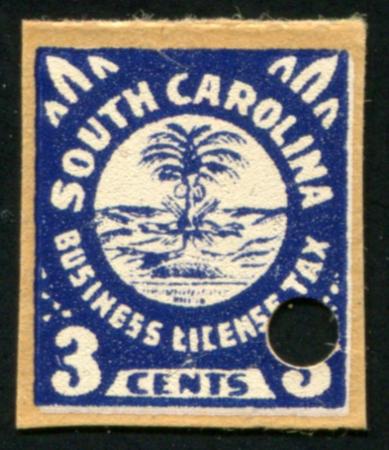 SOUTH CAROLINA
BUSINESS LICENSE TAX
3 CENTS